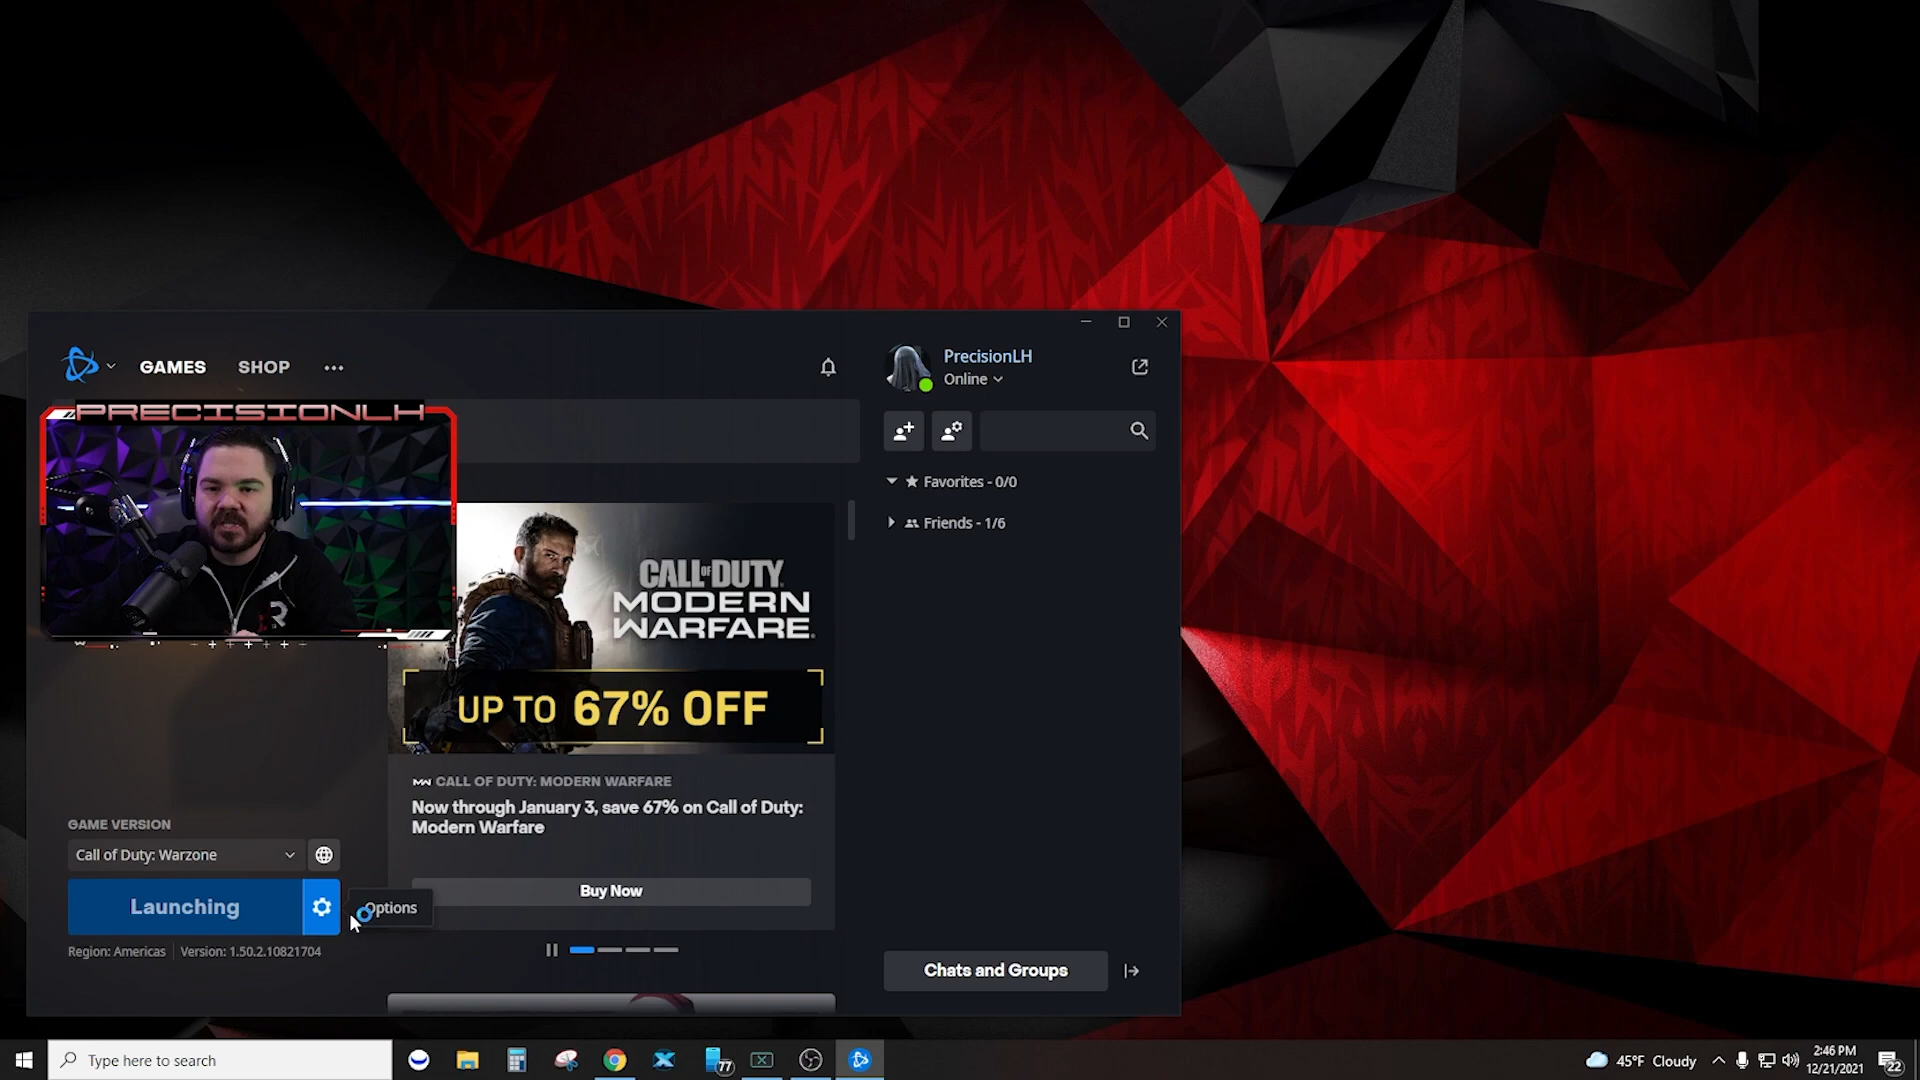 GAMES
SHOP
PrecisionLH
Online
PRECISIONLH
Favorites - 0/0
Friends - 1/6
CALL OF DUTY
MODERN
WARFARE
UP TO 67% OFF
MW CALL OF DUTY: MODERN WARFARE
Now through January 3, save 67% on Call of Duty:
Modern Warfare
Buy Now
GAME VERSION
Call of Duty: Warzone
Launching
Options
Region: Americas
Version: 1.50.2.10821704
Chats and Groups
Type here to search
77
45°F Cloudy
2:46 PM
12/21/2021
22